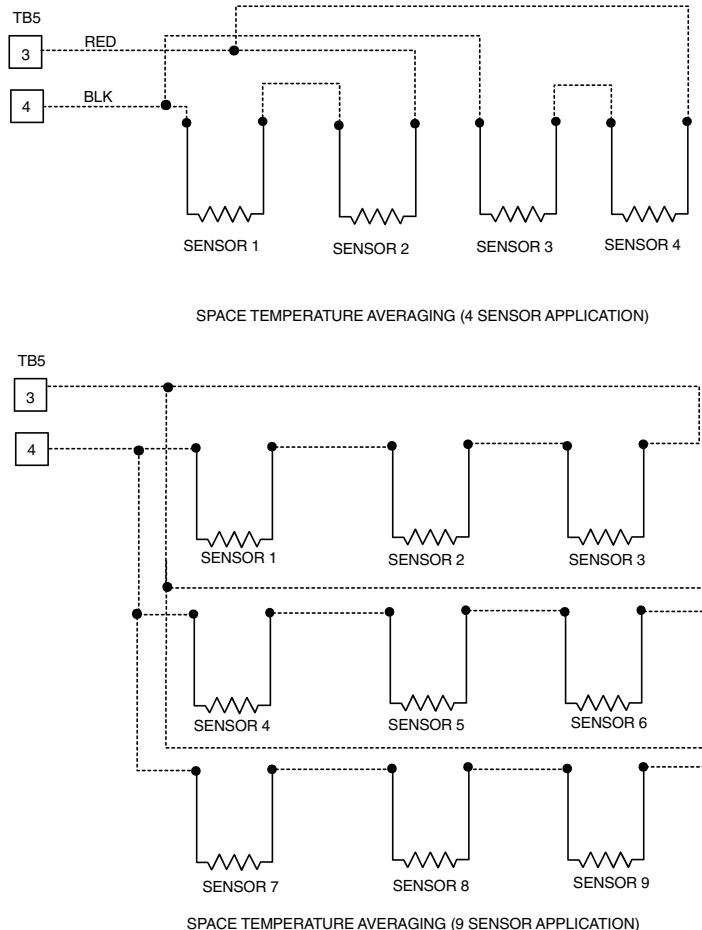 TB5
3 RED
4 BLK
SENSOR 1 SENSOR 2 SENSOR 3 SENSOR 4
SPACE TEMPERATURE AVERAGING (4 SENSOR APPLICATION)
TB5
3
4
SENSOR 1 SENSOR 2 SENSOR 3
SENSOR 4 SENSOR 5 SENSOR 6
SENSOR 7 SENSOR 8 SENSOR 9
SPACE TEMPERATURE AVERAGING (9 SENSOR APPLICATION)